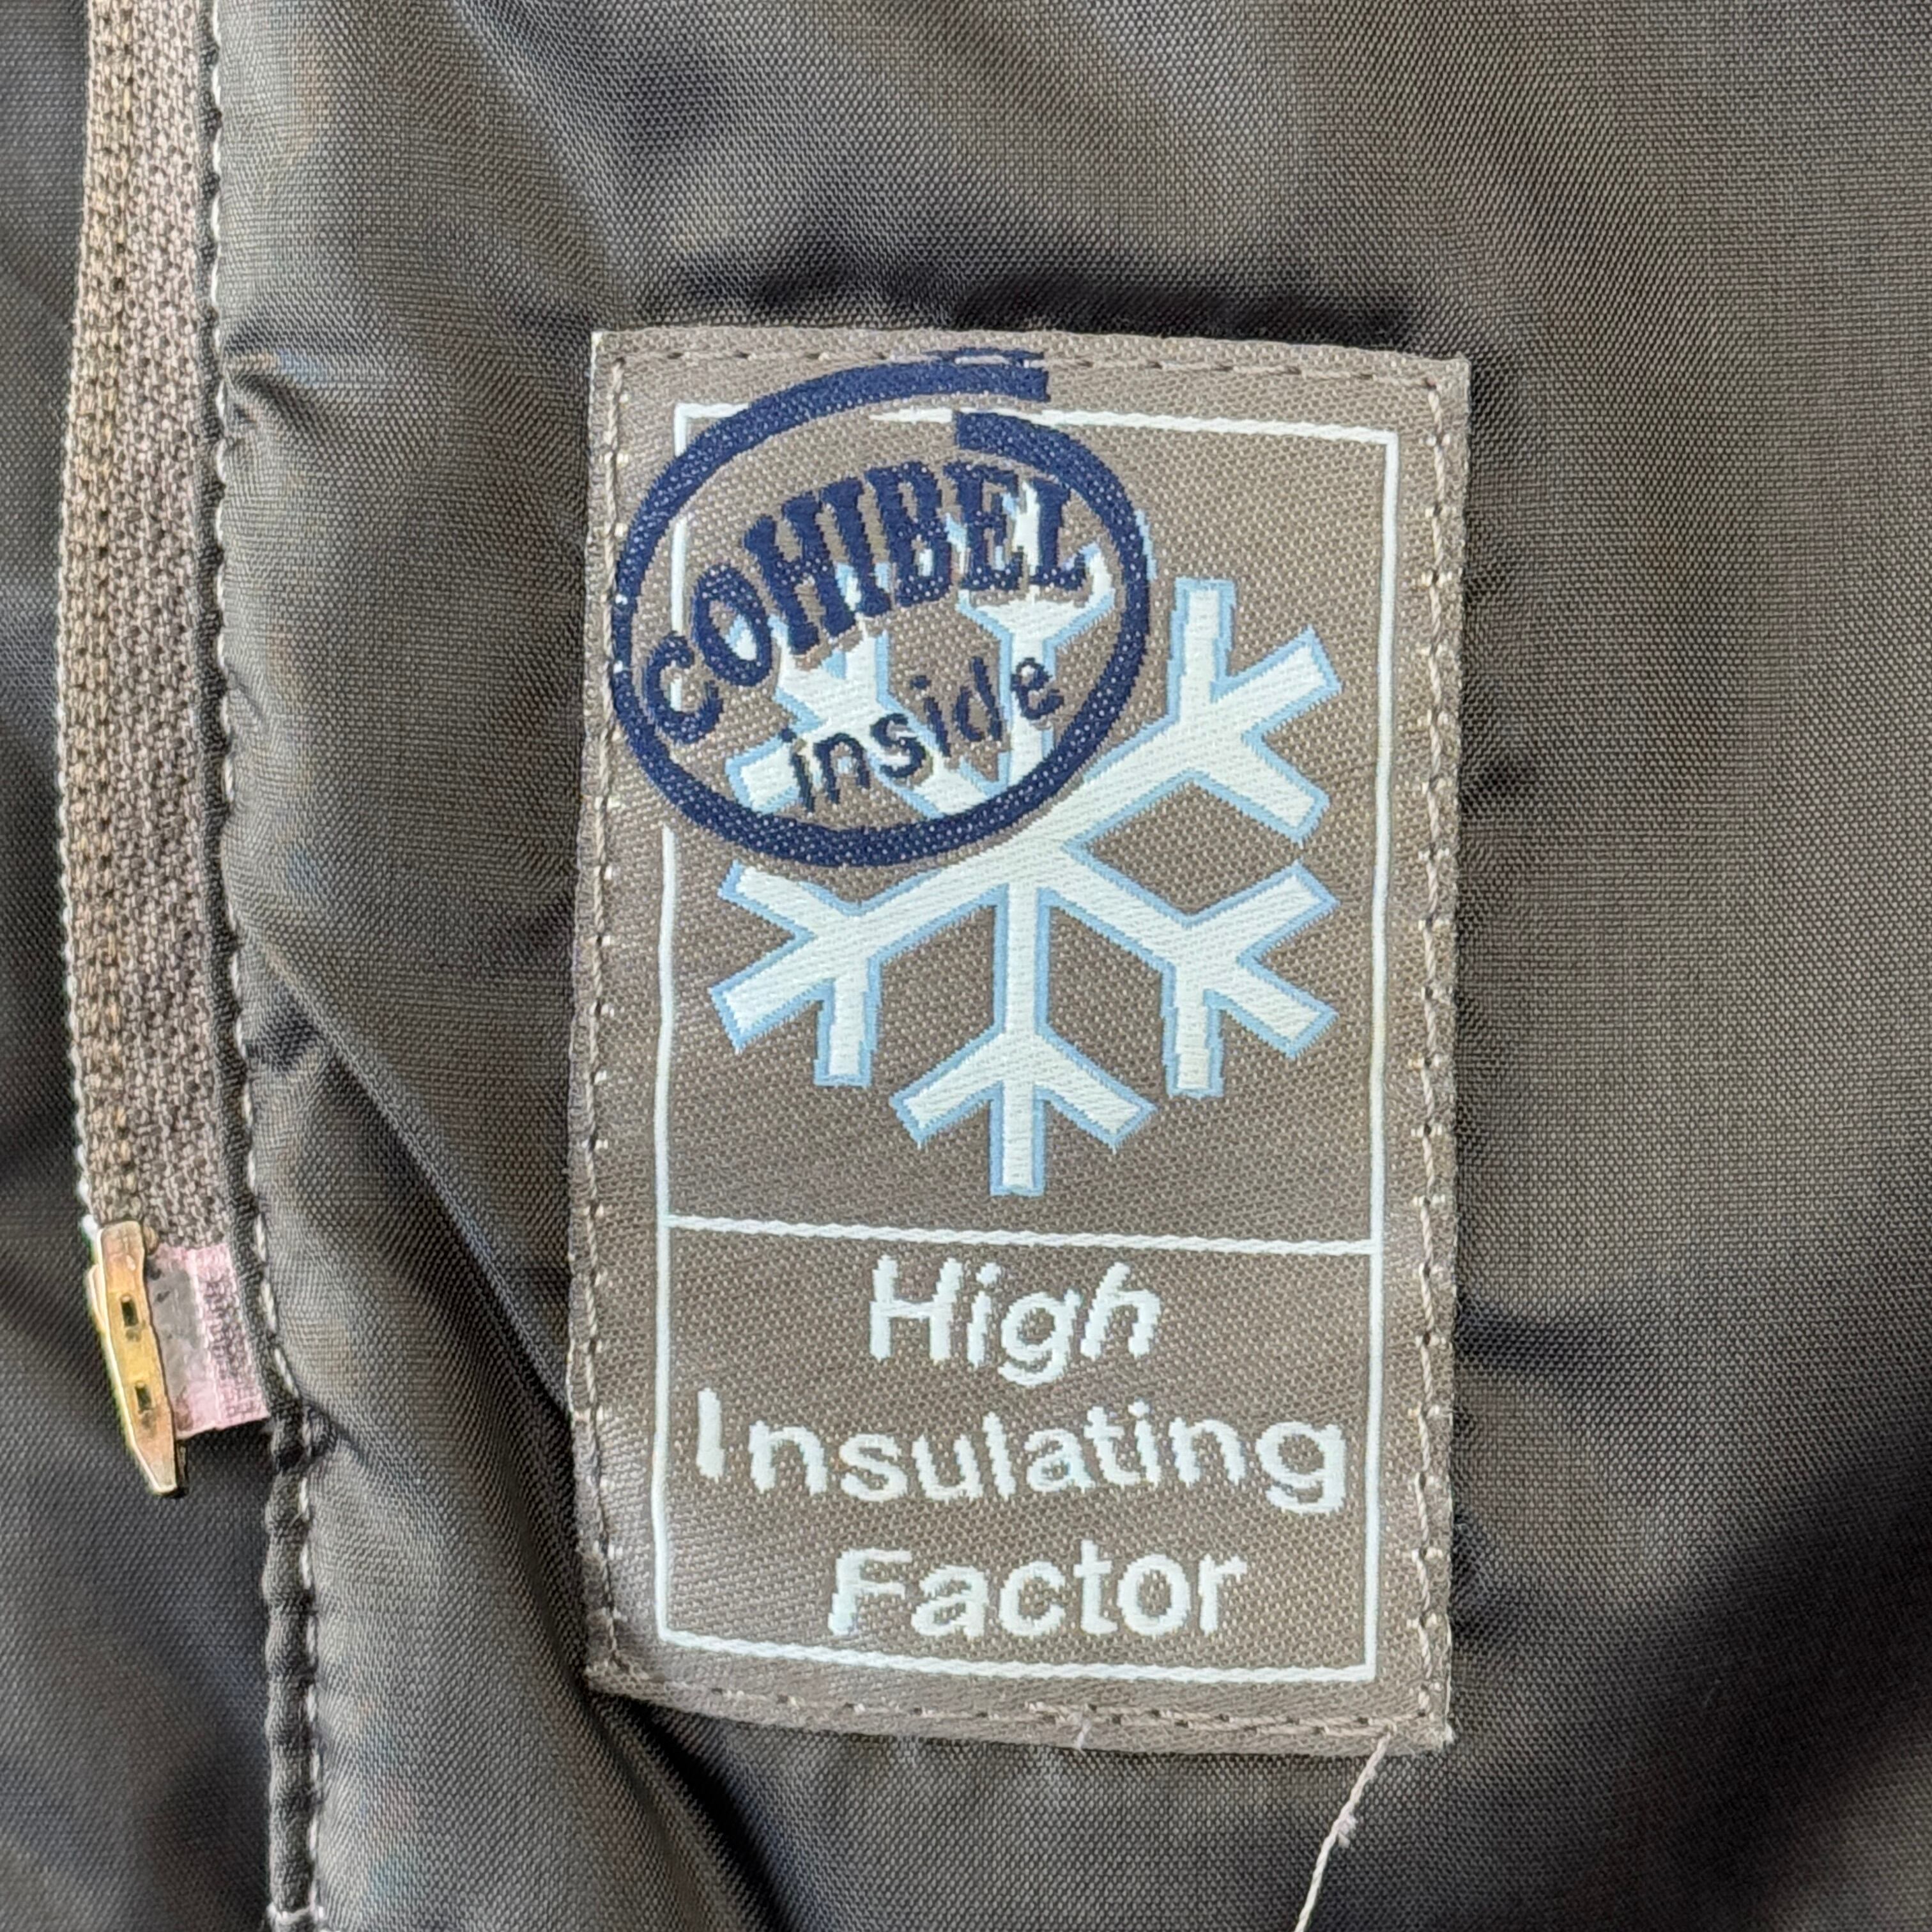 COHIBEL
inside
High
Insulating
Factor